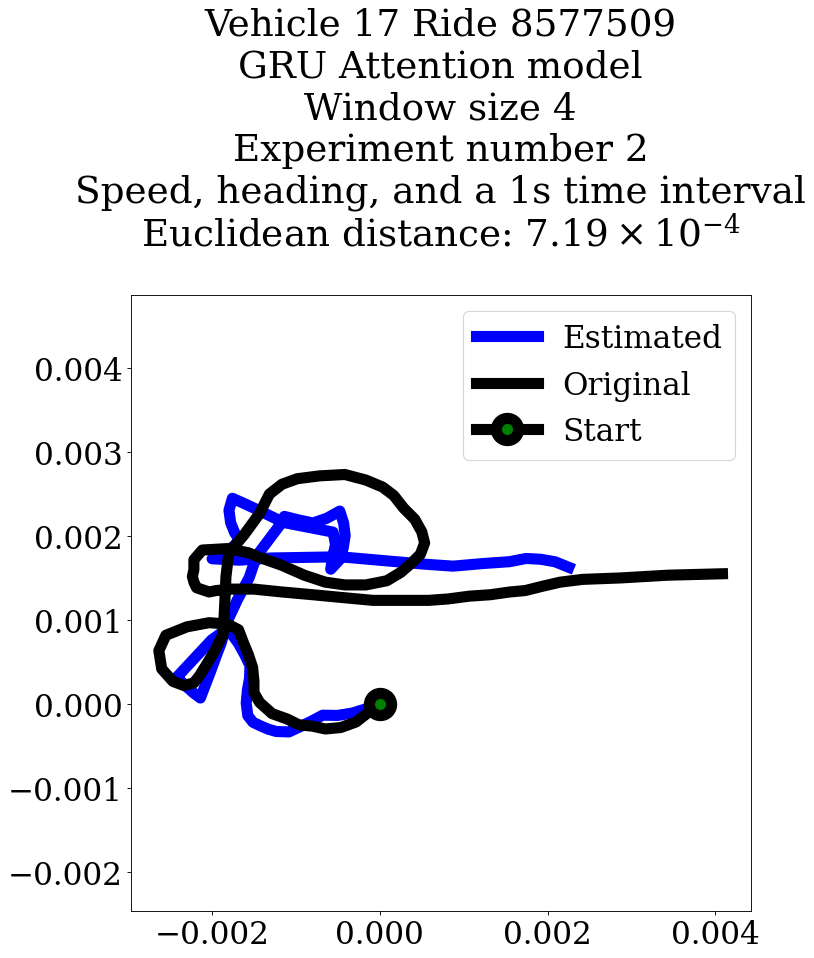 Vehicle 17 Ride 8577509
GRU Attention model
Window size 4
Experiment number 2
Speed, heading, and a 1s time interval
Euclidean distance: 7.19 × 10⁻⁴
Estimated
Original
Start
0.004
0.003
0.002
0.001
0.000
−0.001
−0.002
−0.002 0.000 0.002 0.004